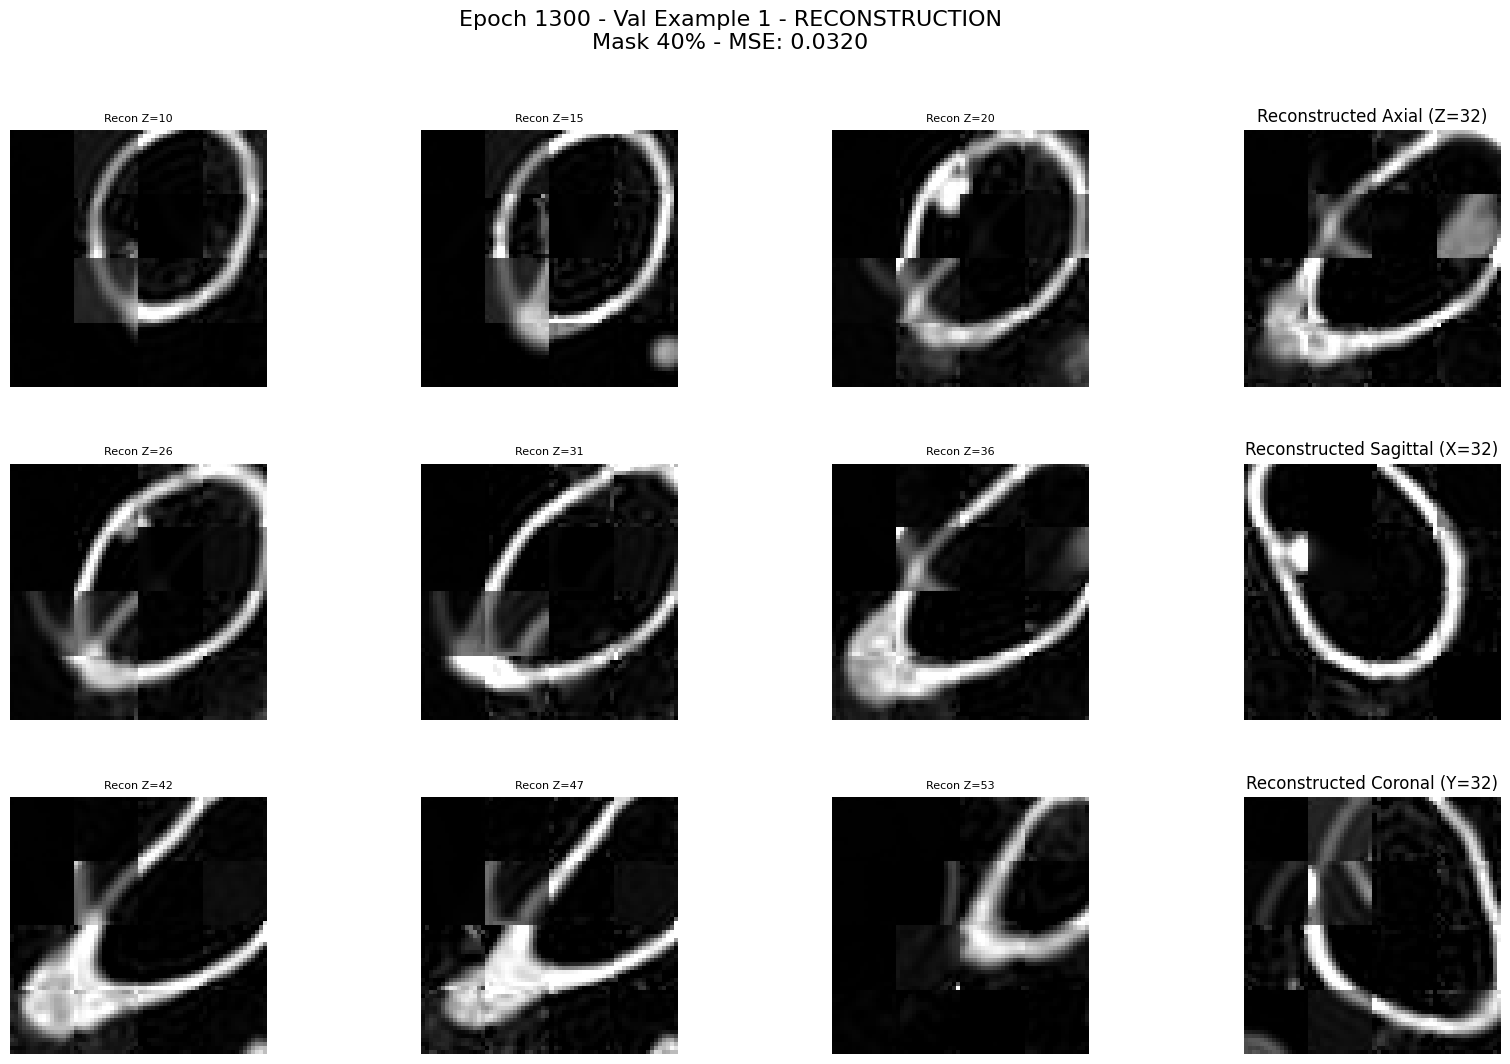 Epoch 1300 - Val Example 1 - RECONSTRUCTION
Mask 40% - MSE: 0.0320
Recon Z=10
Recon Z=15
Recon Z=20
Reconstructed Axial (Z=32)
Recon Z=26
Recon Z=31
Recon Z=36
Reconstructed Sagittal (X=32)
Recon Z=42
Recon Z=47
Recon Z=53
Reconstructed Coronal (Y=32)